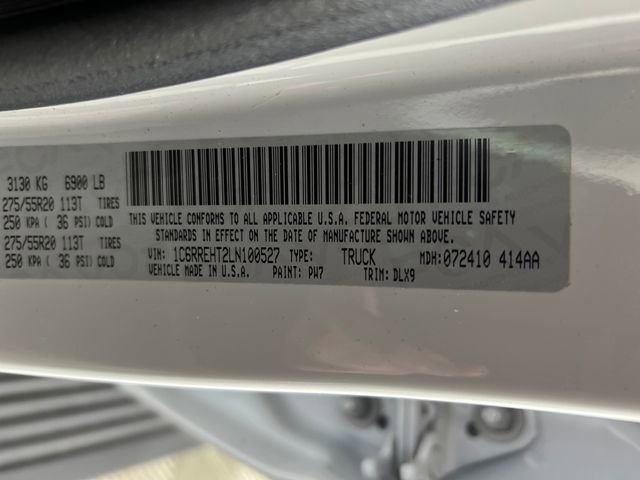 3130 KG 6900 LB
275/55R20 113T TIRES
250 KPA ( 36 PSI) COLD
275/55R20 113T TIRES
250 KPA ( 36 PSI) COLD
THIS VEHICLE CONFORMS TO ALL APPLICABLE U.S.A. FEDERAL MOTOR VEHICLE SAFETY
STANDARDS IN EFFECT ON THE DATE OF MANUFACTURE SHOWN ABOVE.
VIN: 1C6RREHT2LN100527 TYPE: TRUCK MDH: 072410 414AA
VEHICLE MADE IN U.S.A. PAINT: PW7 TRIM: DLX9